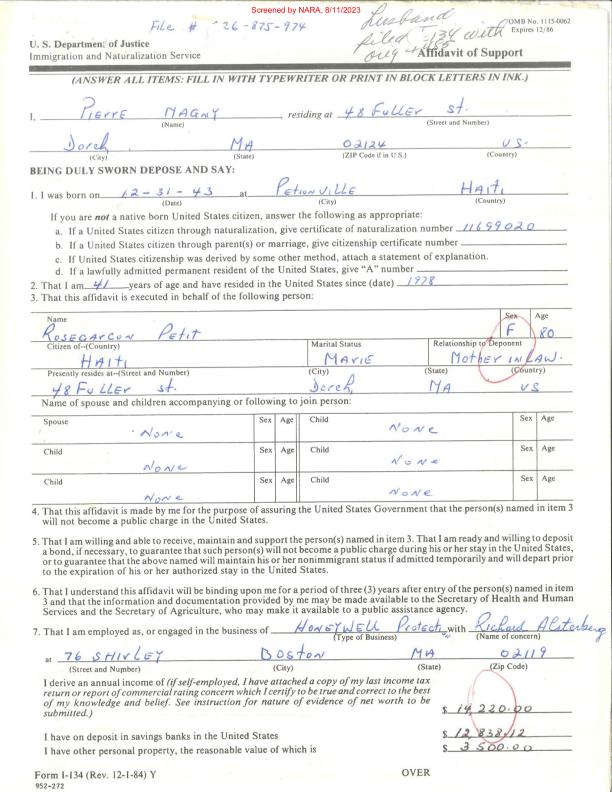 Screened by NARA, 8/11/2023
File # 26-875-974
Husband
filed I-134 with
orig
OMB No. 1115-0062
Expires 12/86
U. S. Department of Justice
Immigration and Naturalization Service
Affidavit of Support
(ANSWER ALL ITEMS: FILL IN WITH TYPEWRITER OR PRINT IN BLOCK LETTERS IN INK.)
I, PIERRE MAGNY, residing at 48 FULLER St.
(Name) (Street and Number)
Dorch MA 02124 US.
(City) (State) (ZIP Code if in U.S.) (Country)
BEING DULY SWORN DEPOSE AND SAY:
1. I was born on 12-31-43 at PETIONVILLE HAITI
(Date) (City) (Country)
If you are not a native born United States citizen, answer the following as appropriate:
a. If a United States citizen through naturalization, give certificate of naturalization number 11699020
b. If a United States citizen through parent(s) or marriage, give citizenship certificate number
c. If United States citizenship was derived by some other method, attach a statement of explanation.
d. If a lawfully admitted permanent resident of the United States, give "A" number
2. That I am 41 years of age and have resided in the United States since (date) 1978
3. That this affidavit is executed in behalf of the following person:
Name Sex Age
ROSEGARCON PETIT F 80
Citizen of--(Country) Marital Status Relationship to Deponent
HAITI MARIE MOTHER IN LAW.
Presently resides at--(Street and Number) (City) (State) (Country)
48 FULLER St. Dorch, MA US
Name of spouse and children accompanying or following to join person:
Spouse Sex Age Child Sex Age
NONE NONE
Child Sex Age Child Sex Age
NONE NONE
Child Sex Age Child Sex Age
NONE NONE
4. That this affidavit is made by me for the purpose of assuring the United States Government that the person(s) named in item 3
will not become a public charge in the United States.
5. That I am willing and able to receive, maintain and support the person(s) named in item 3. That I am ready and willing to deposit
a bond, if necessary, to guarantee that such person(s) will not become a public charge during his or her stay in the United States,
or to guarantee that the above named will maintain his or her nonimmigrant status if admitted temporarily and will depart prior
to the expiration of his or her authorized stay in the United States.
6. That I understand this affidavit will be binding upon me for a period of three (3) years after entry of the person(s) named in item
3 and that the information and documentation provided by me may be made available to the Secretary of Health and Human
Services and the Secretary of Agriculture, who may make it available to a public assistance agency.
7. That I am employed as, or engaged in the business of HONEYWELL Protection with Richard Alsterberg
(Type of Business) (Name of concern)
at 76 SHIRLEY BOSTON MA 02119
(Street and Number) (City) (State) (Zip Code)
I derive an annual income of (if self-employed, I have attached a copy of my last income tax
return or report of commercial rating concern which I certify to be true and correct to the best
of my knowledge and belief. See instruction for nature of evidence of net worth to be
submitted.) $ 14,220.00
I have on deposit in savings banks in the United States $ 12,838.12
I have other personal property, the reasonable value of which is $ 3500.00
Form I-134 (Rev. 12-1-84) Y OVER
952-272